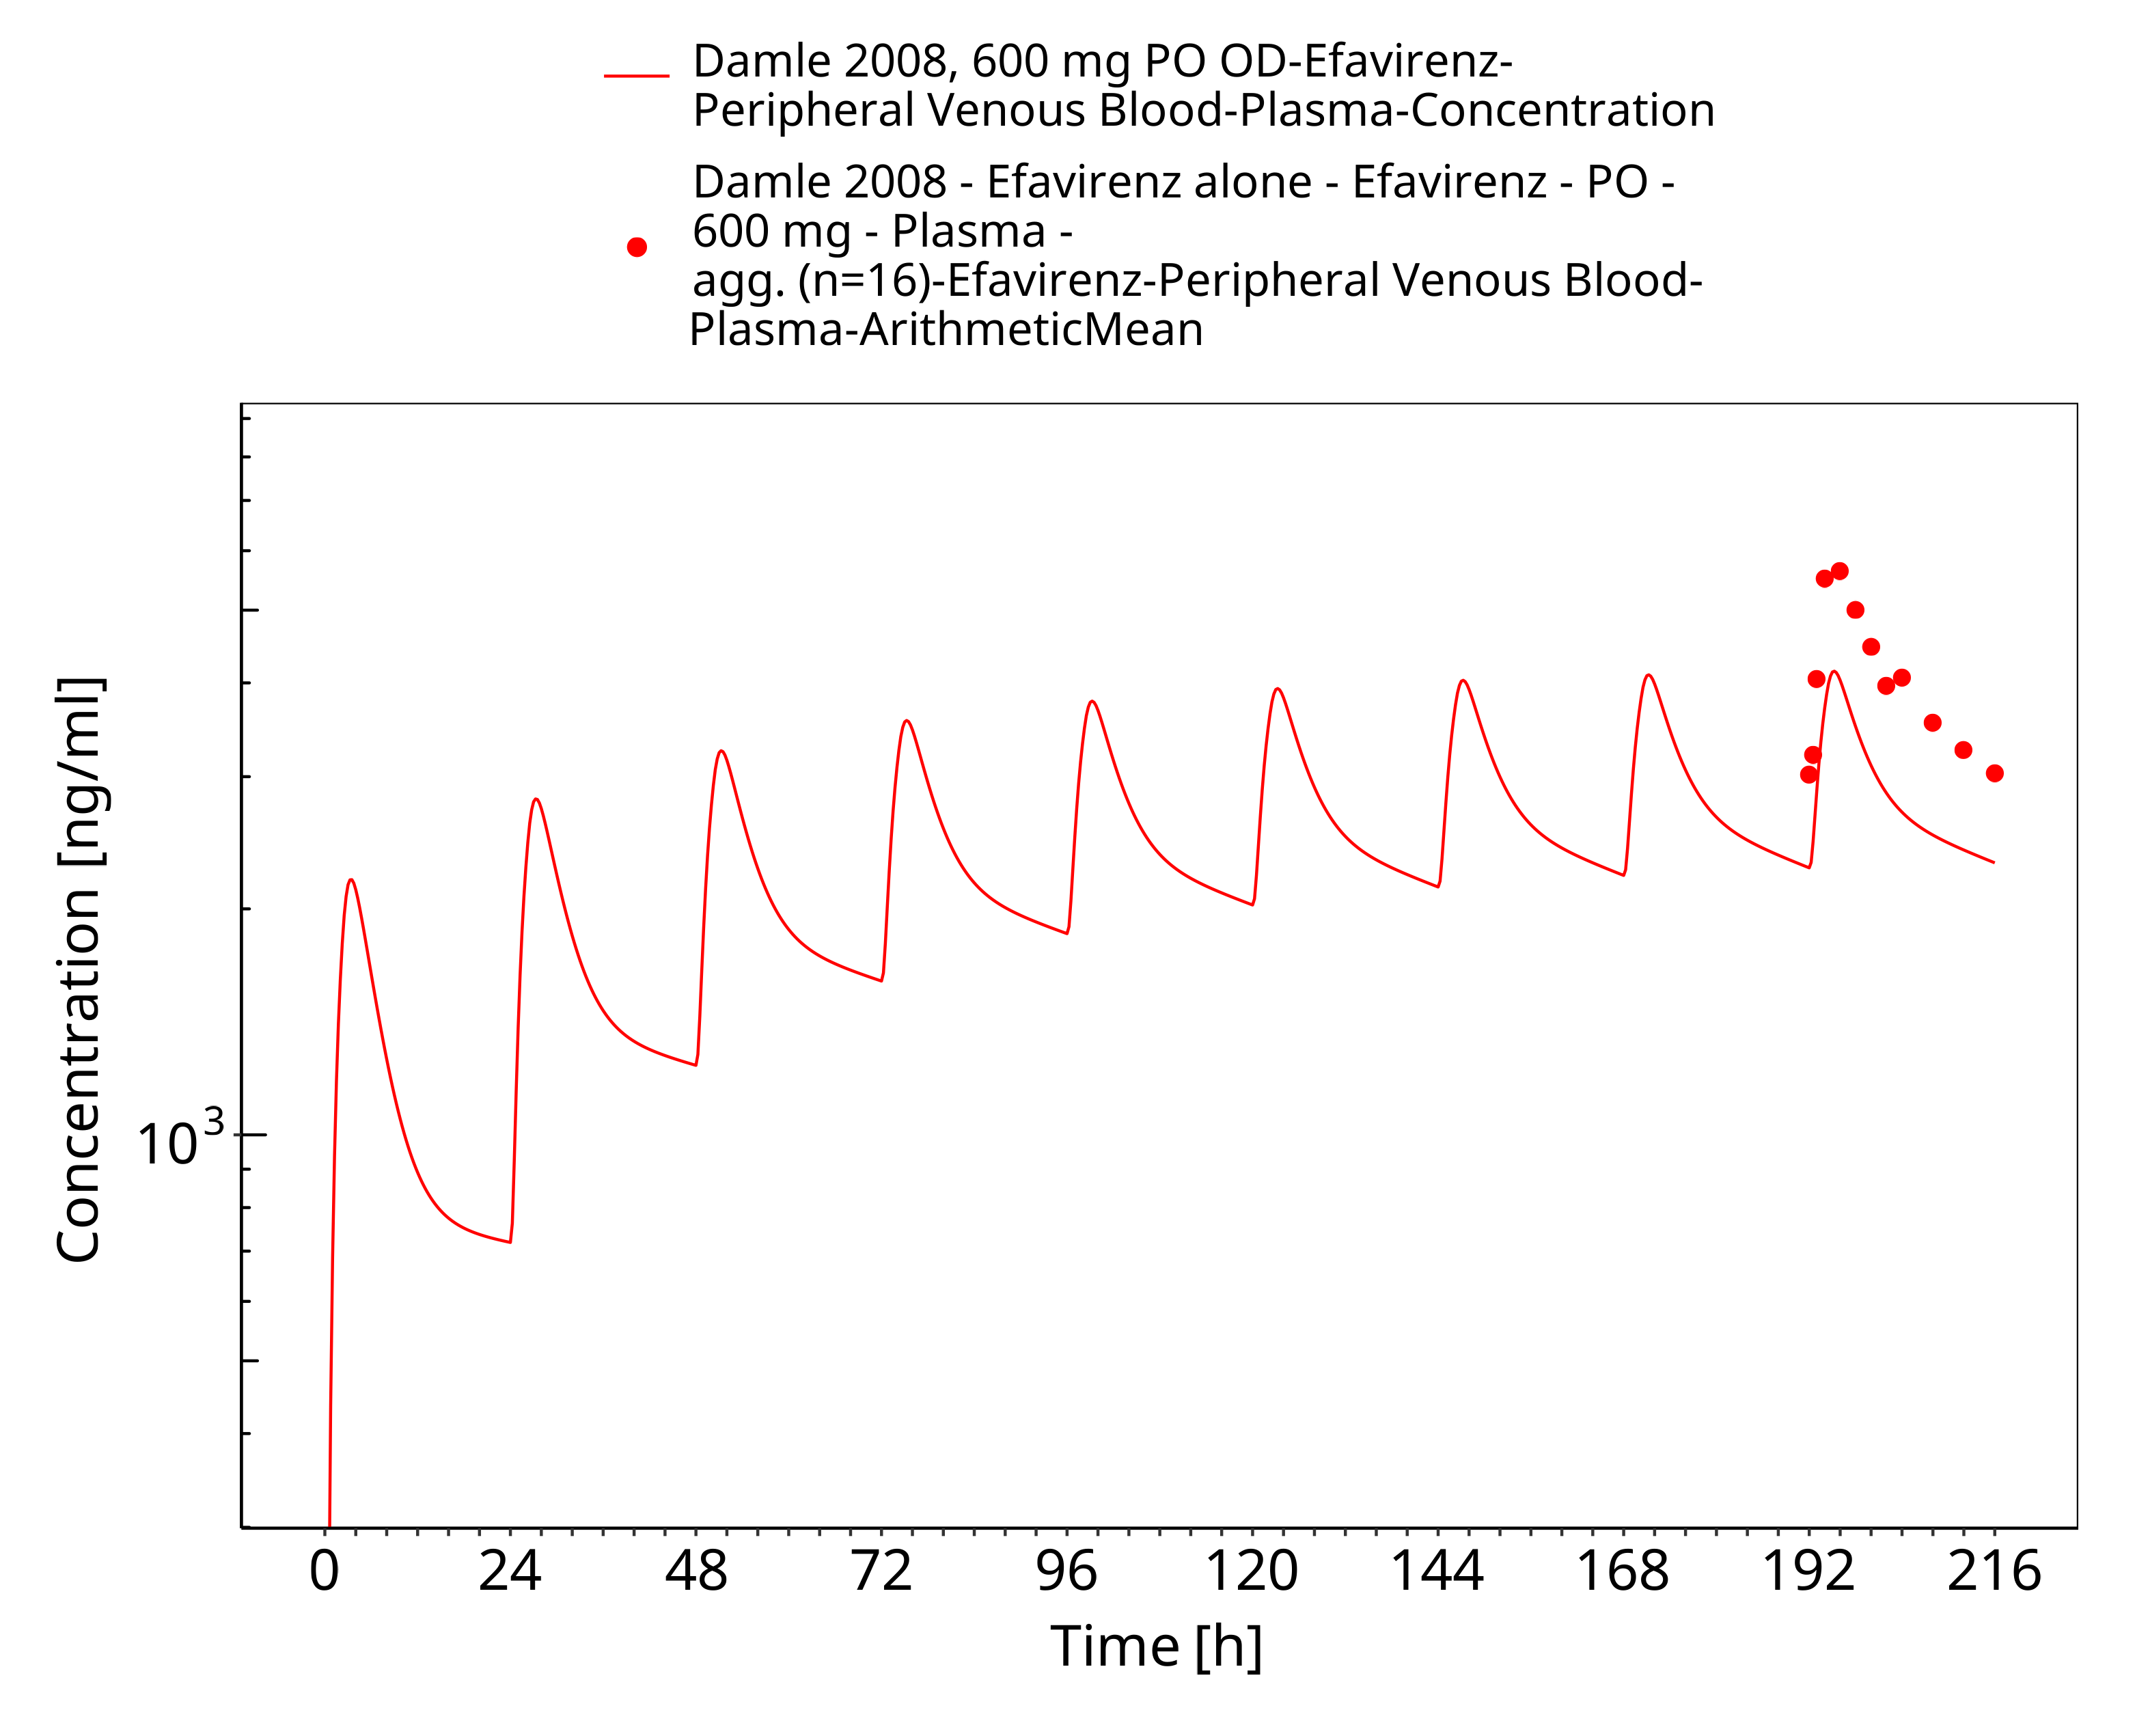 Damle 2008, 600 mg PO OD-Efavirenz-
Peripheral Venous Blood-Plasma-Concentration
Damle 2008 - Efavirenz alone - Efavirenz - PO -
600 mg - Plasma -
agg. (n=16)-Efavirenz-Peripheral Venous Blood-
Plasma-ArithmeticMean
Concentration [ng/ml]
10³
0 24 48 72 96 120 144 168 192 216
Time [h]